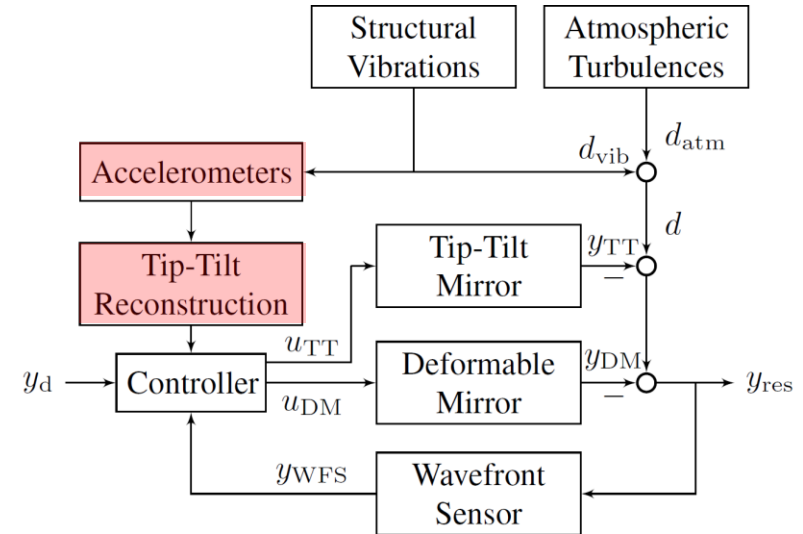 Structural
Vibrations
Atmospheric
Turbulences
d_vib
d_atm
Accelerometers
d
Tip-Tilt
Reconstruction
Tip-Tilt
Mirror
y_TT
−
u_TT
y_d
Controller
u_DM
Deformable
Mirror
y_DM
−
y_res
y_WFS
Wavefront
Sensor